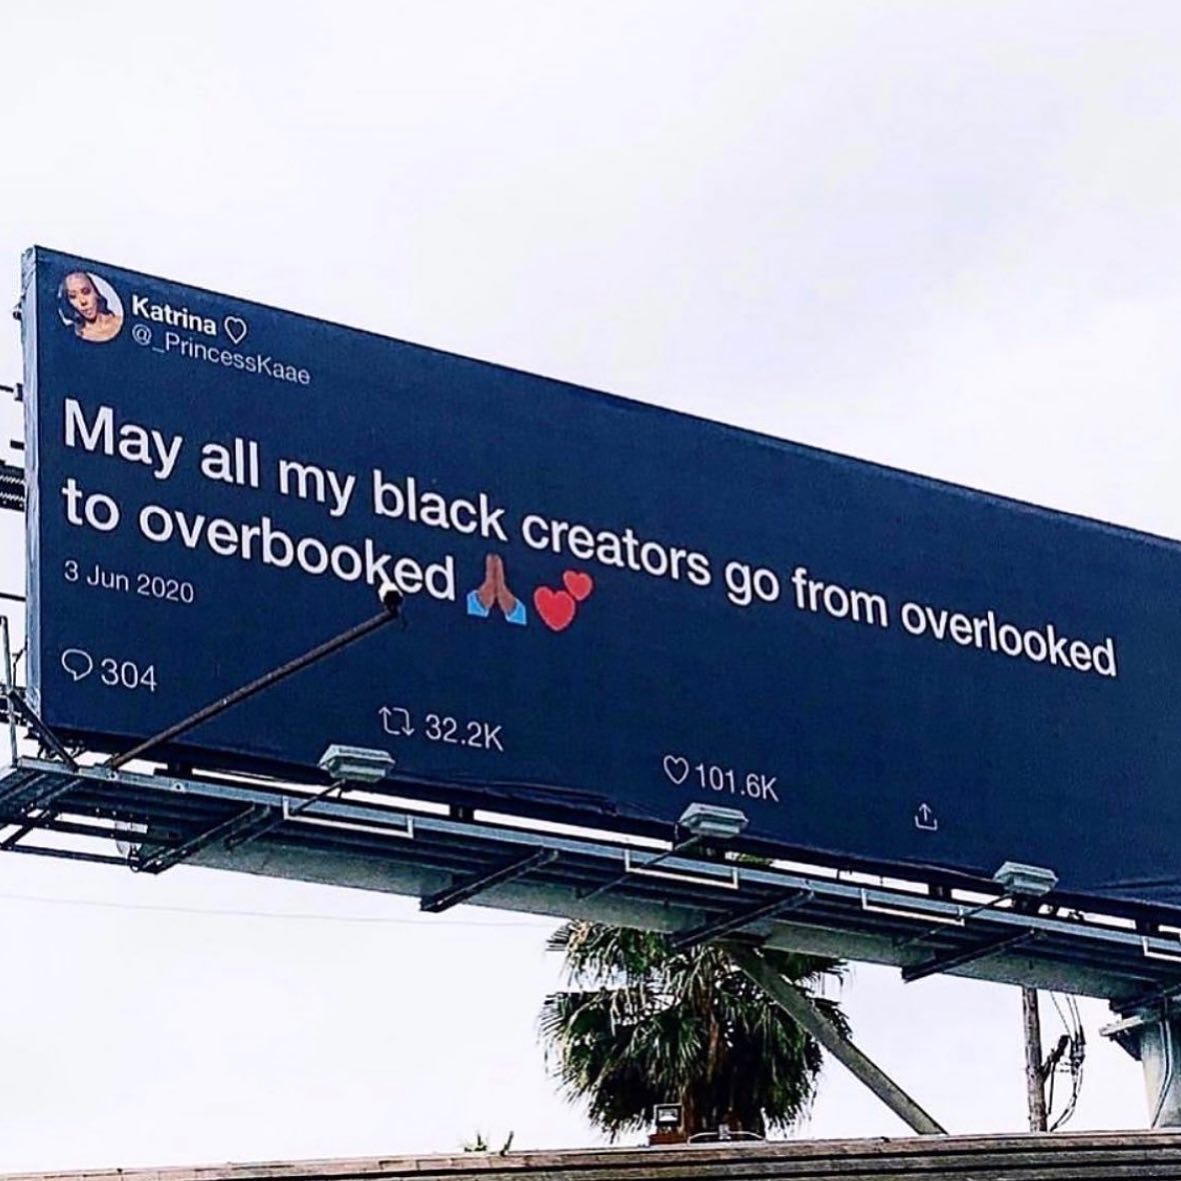 Katrina ♡
@_PrincessKaae
May all my black creators go from overlooked
to overbooked 🙏🏾💕
3 Jun 2020
304
32.2K
101.6K